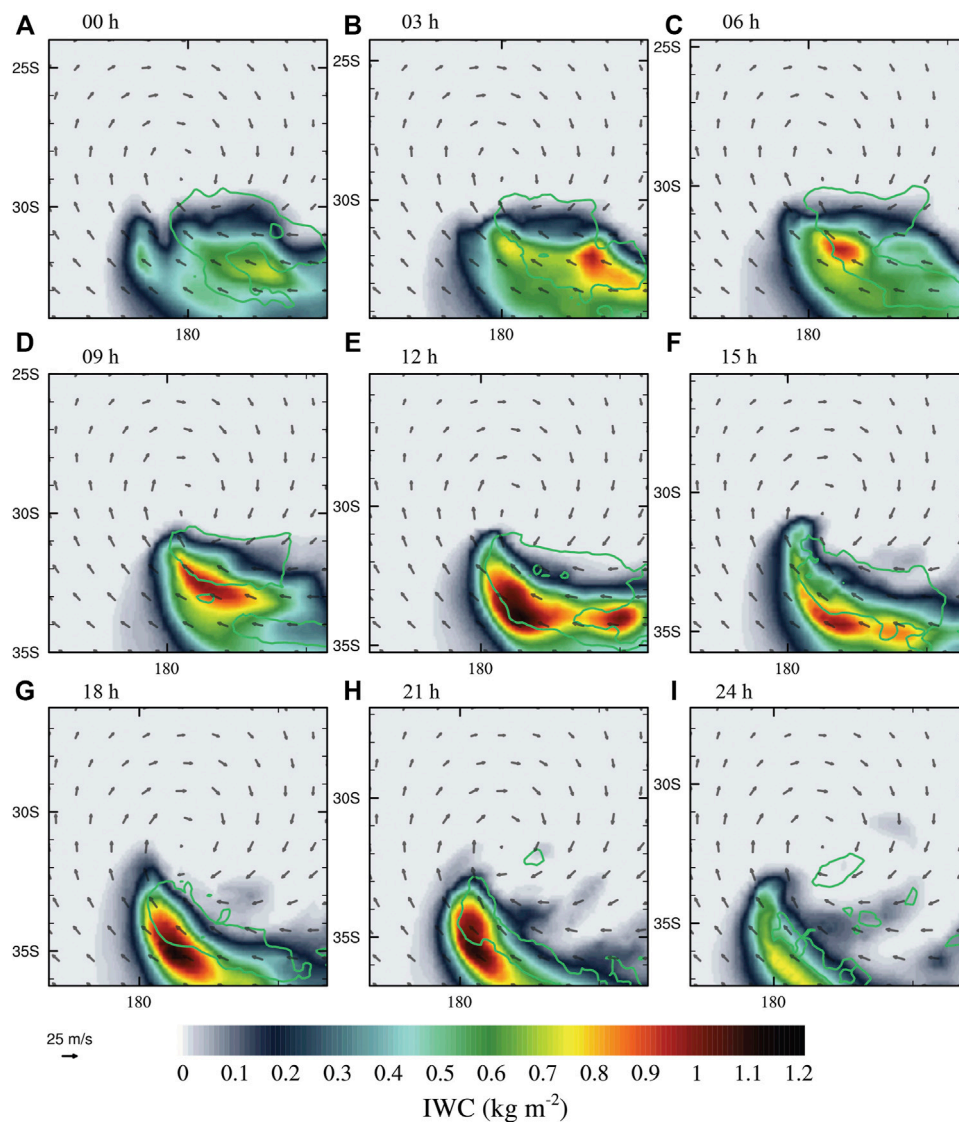 A 00 h B 03 h C 06 h
25S 25S 25S
30S 30S 30S
180 180 180
D 09 h E 12 h F 15 h
25S
30S 30S 30S
35S 35S 35S
180 180 180
G 18 h H 21 h I 24 h
30S 30S 30S
35S 35S 35S
180 180 180
25 m/s
0 0.1 0.2 0.3 0.4 0.5 0.6 0.7 0.8 0.9 1 1.1 1.2
IWC (kg m⁻²)